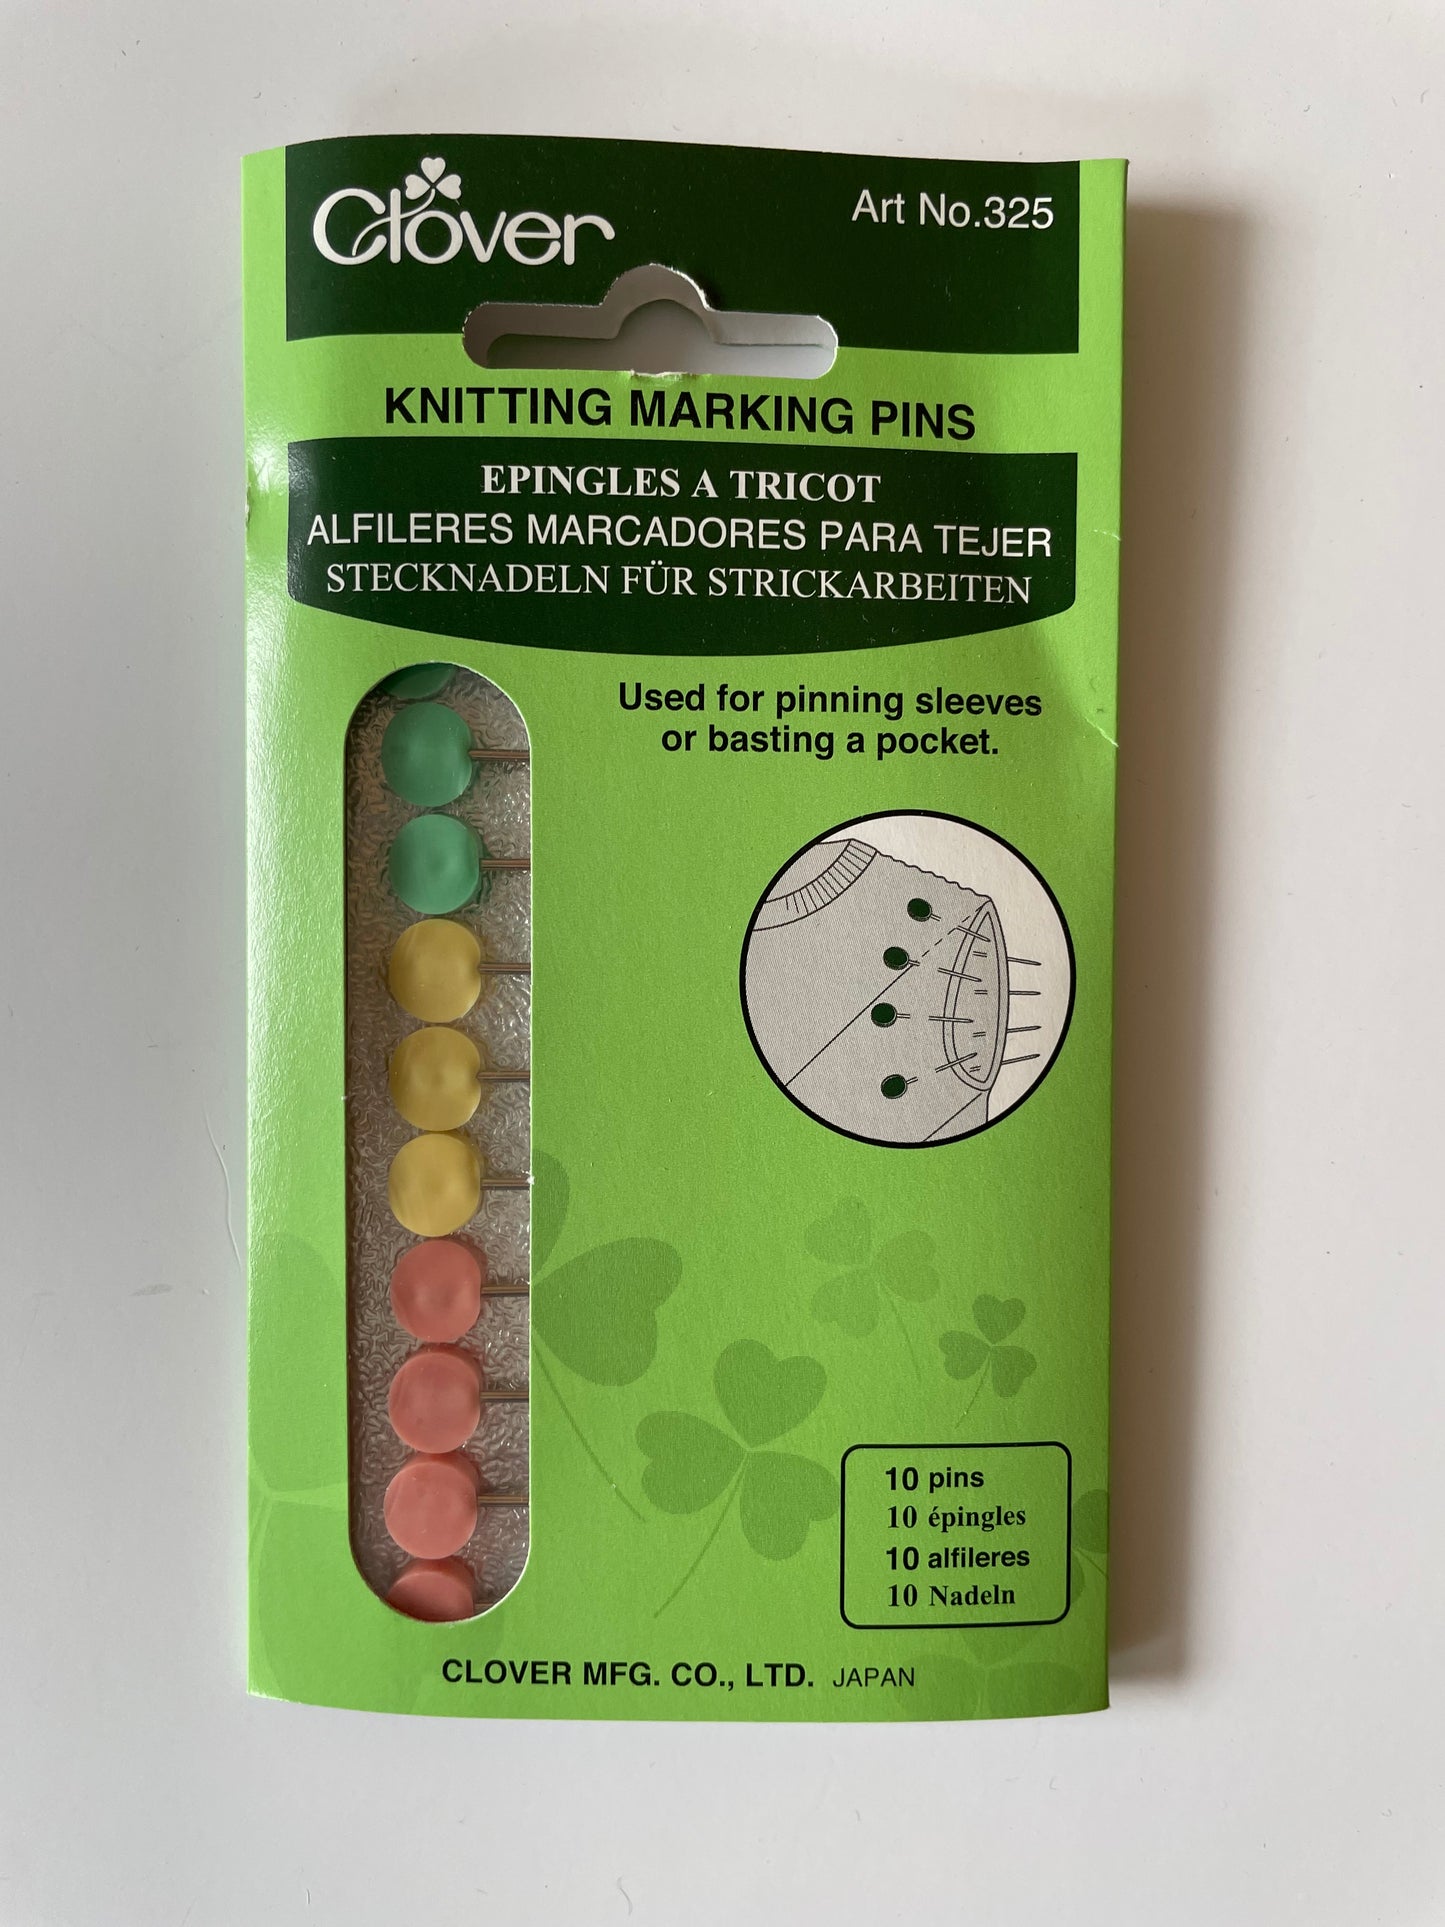 Clover
Art No.325
KNITTING MARKING PINS
EPINGLES A TRICOT
ALFILERES MARCADORES PARA TEJER
STECKNADELN FÜR STRICKARBEITEN
Used for pinning sleeves
or basting a pocket.
10 pins
10 épingles
10 alfileres
10 Nadeln
CLOVER MFG. CO., LTD. JAPAN